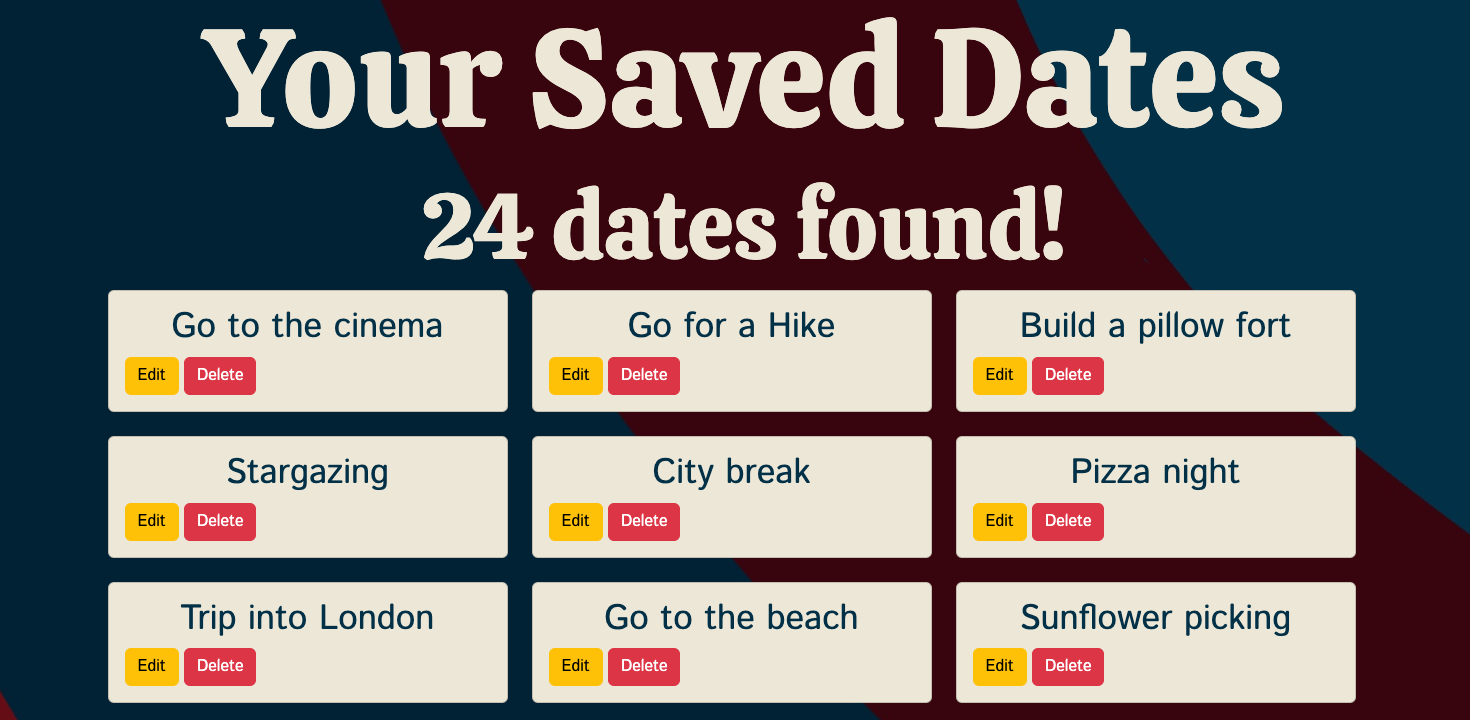 Your Saved Dates
24 dates found!
Go to the cinema
Edit Delete
Go for a Hike
Edit Delete
Build a pillow fort
Edit Delete
Stargazing
Edit Delete
City break
Edit Delete
Pizza night
Edit Delete
Trip into London
Edit Delete
Go to the beach
Edit Delete
Sunflower picking
Edit Delete